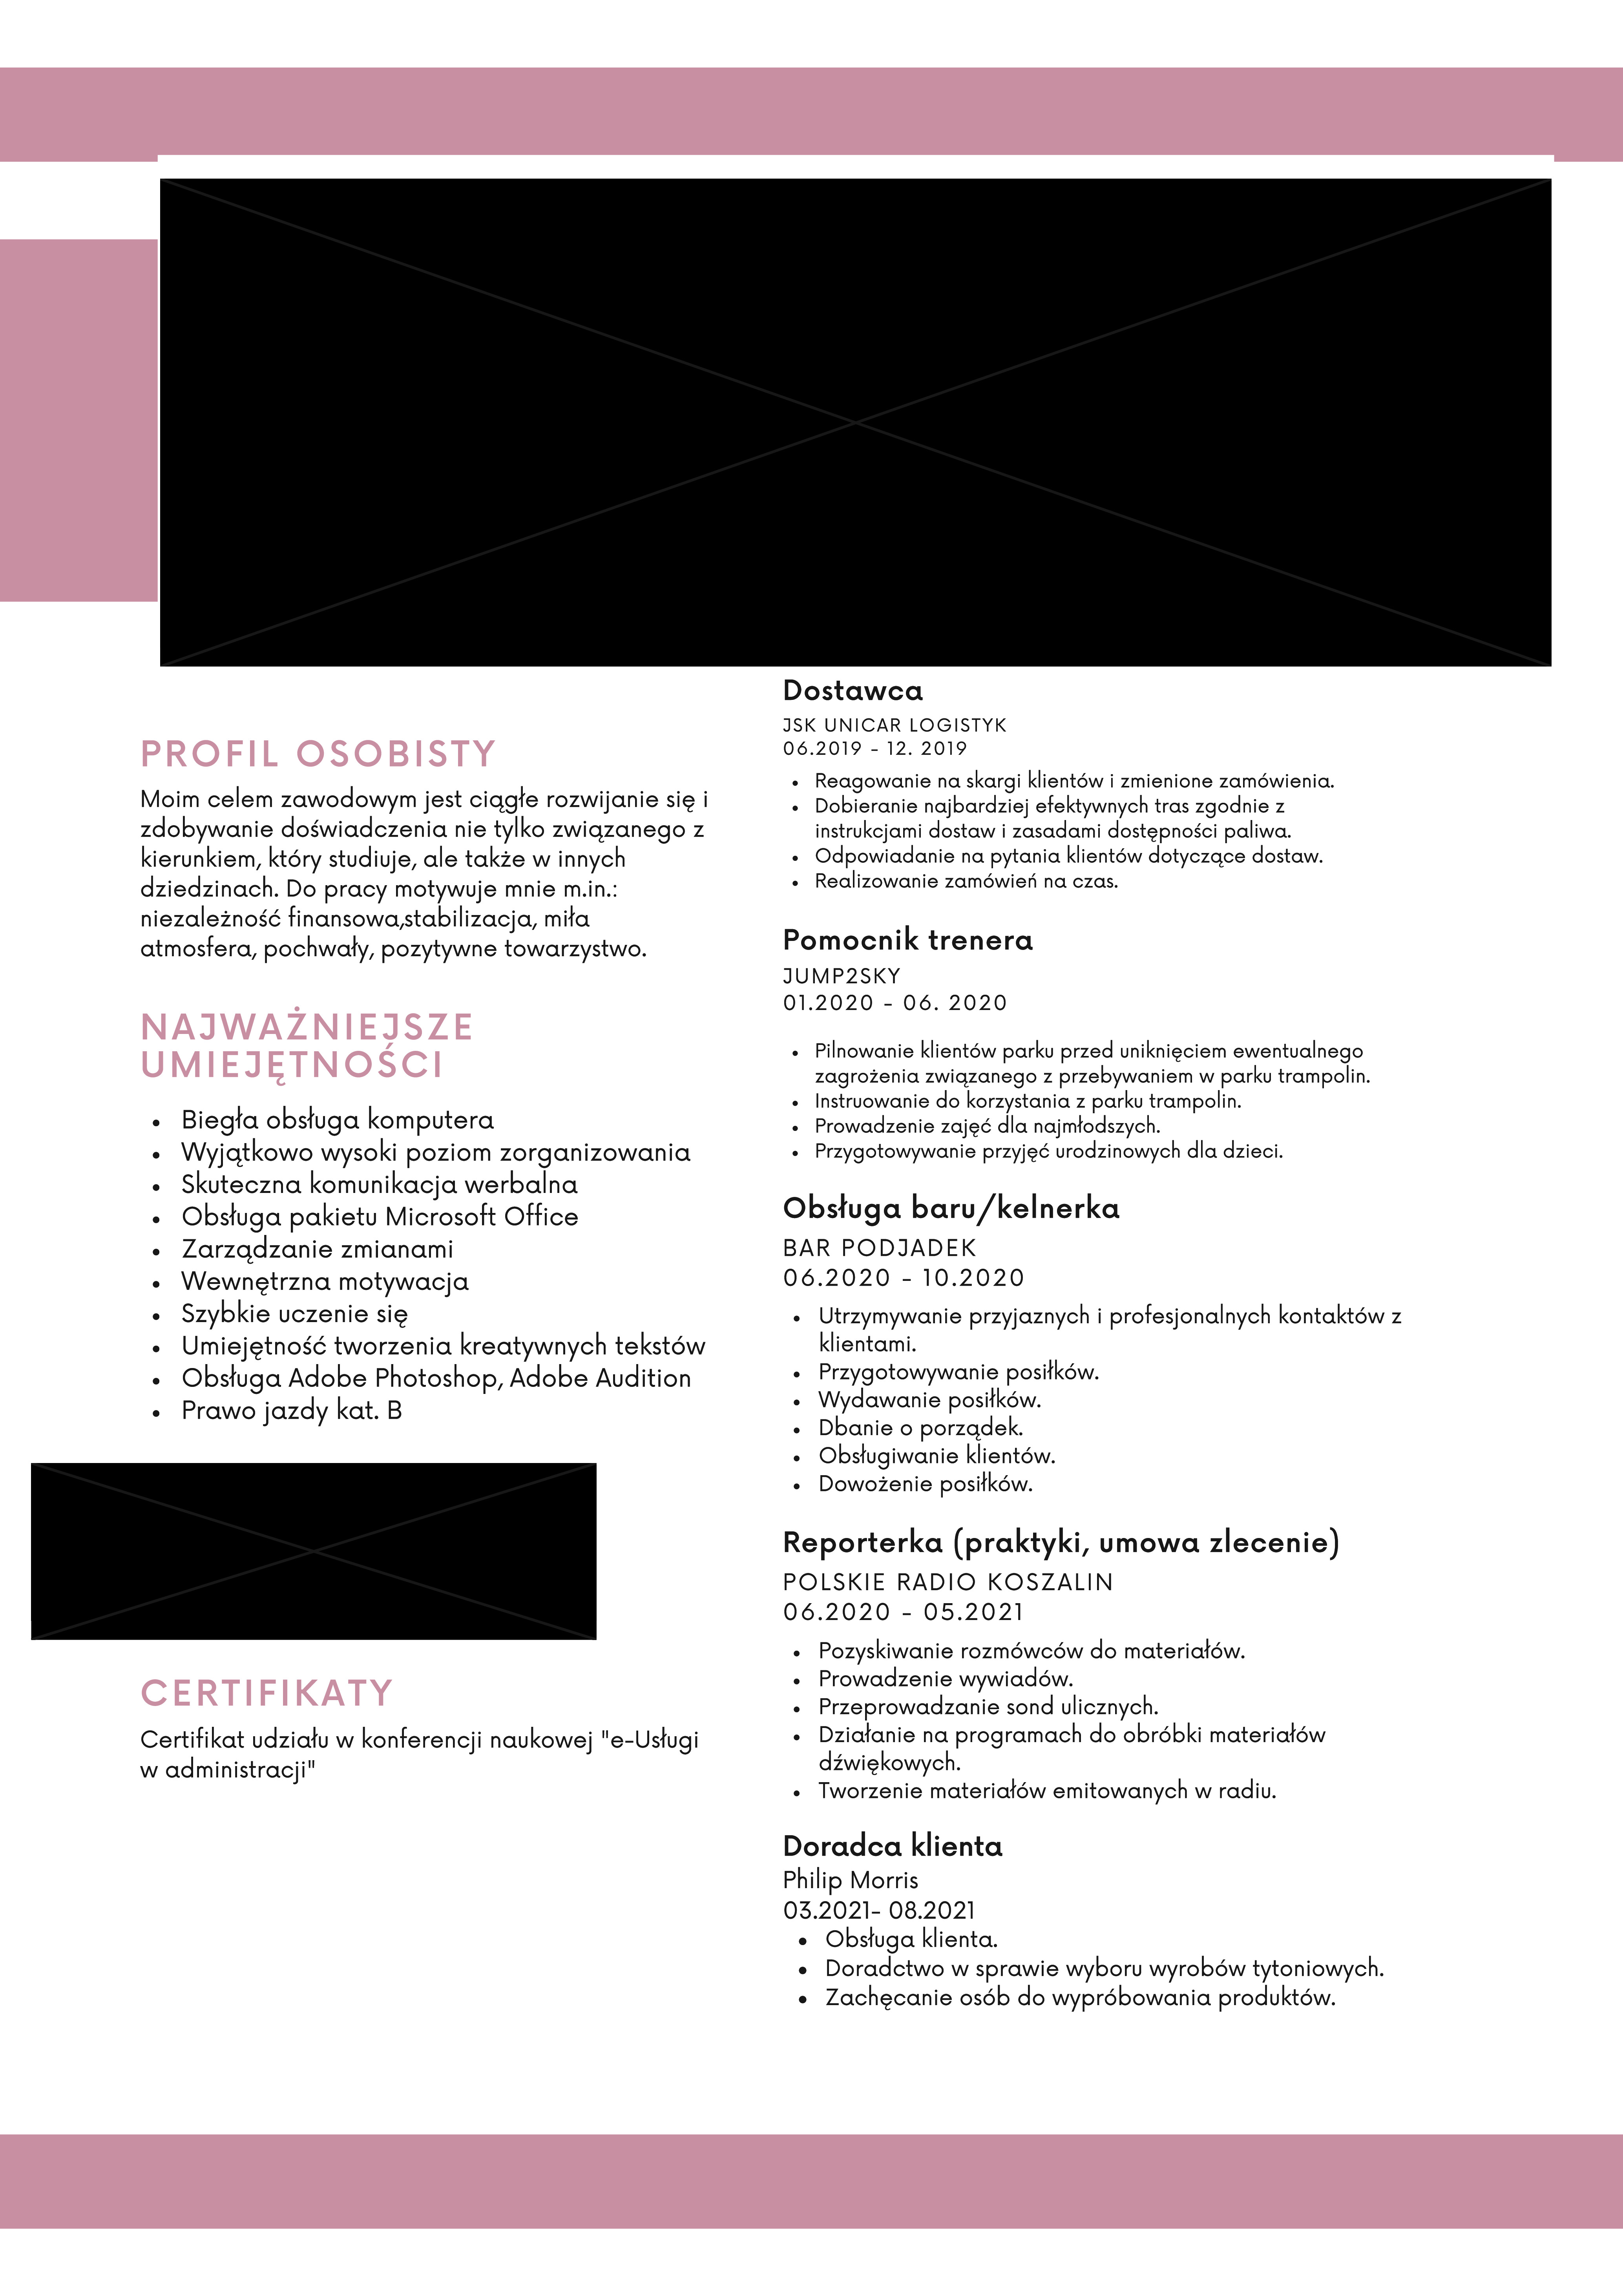 PROFIL OSOBISTY
Moim celem zawodowym jest ciągłe rozwijanie się i
zdobywanie doświadczenia nie tylko związanego z
kierunkiem, który studiuje, ale także w innych
dziedzinach. Do pracy motywuje mnie m.in.:
niezależność finansowa,stabilizacja, miła
atmosfera, pochwały, pozytywne towarzystwo.
NAJWAŻNIEJSZE
UMIEJĘTNOŚCI
• Biegła obsługa komputera
• Wyjątkowo wysoki poziom zorganizowania
• Skuteczna komunikacja werbalna
• Obsługa pakietu Microsoft Office
• Zarządzanie zmianami
• Wewnętrzna motywacja
• Szybkie uczenie się
• Umiejętność tworzenia kreatywnych tekstów
• Obsługa Adobe Photoshop, Adobe Audition
• Prawo jazdy kat. B
CERTIFIKATY
Certifikat udziału w konferencji naukowej "e-Usługi
w administracji"
Dostawca
JSK UNICAR LOGISTYK
06.2019 - 12. 2019
• Reagowanie na skargi klientów i zmienione zamówienia.
• Dobieranie najbardziej efektywnych tras zgodnie z
instrukcjami dostaw i zasadami dostępności paliwa.
• Odpowiadanie na pytania klientów dotyczące dostaw.
• Realizowanie zamówień na czas.
Pomocnik trenera
JUMP2SKY
01.2020 - 06. 2020
• Pilnowanie klientów parku przed uniknięciem ewentualnego
zagrożenia związanego z przebywaniem w parku trampolin.
• Instruowanie do korzystania z parku trampolin.
• Prowadzenie zajęć dla najmłodszych.
• Przygotowywanie przyjęć urodzinowych dla dzieci.
Obsługa baru/kelnerka
BAR PODJADEK
06.2020 - 10.2020
• Utrzymywanie przyjaznych i profesjonalnych kontaktów z
klientami.
• Przygotowywanie posiłków.
• Wydawanie posiłków.
• Dbanie o porządek.
• Obsługiwanie klientów.
• Dowożenie posiłków.
Reporterka (praktyki, umowa zlecenie)
POLSKIE RADIO KOSZALIN
06.2020 - 05.2021
• Pozyskiwanie rozmówców do materiałów.
• Prowadzenie wywiadów.
• Przeprowadzanie sond ulicznych.
• Działanie na programach do obróbki materiałów
dźwiękowych.
• Tworzenie materiałów emitowanych w radiu.
Doradca klienta
Philip Morris
03.2021- 08.2021
• Obsługa klienta.
• Doradctwo w sprawie wyboru wyrobów tytoniowych.
• Zachęcanie osób do wypróbowania produktów.